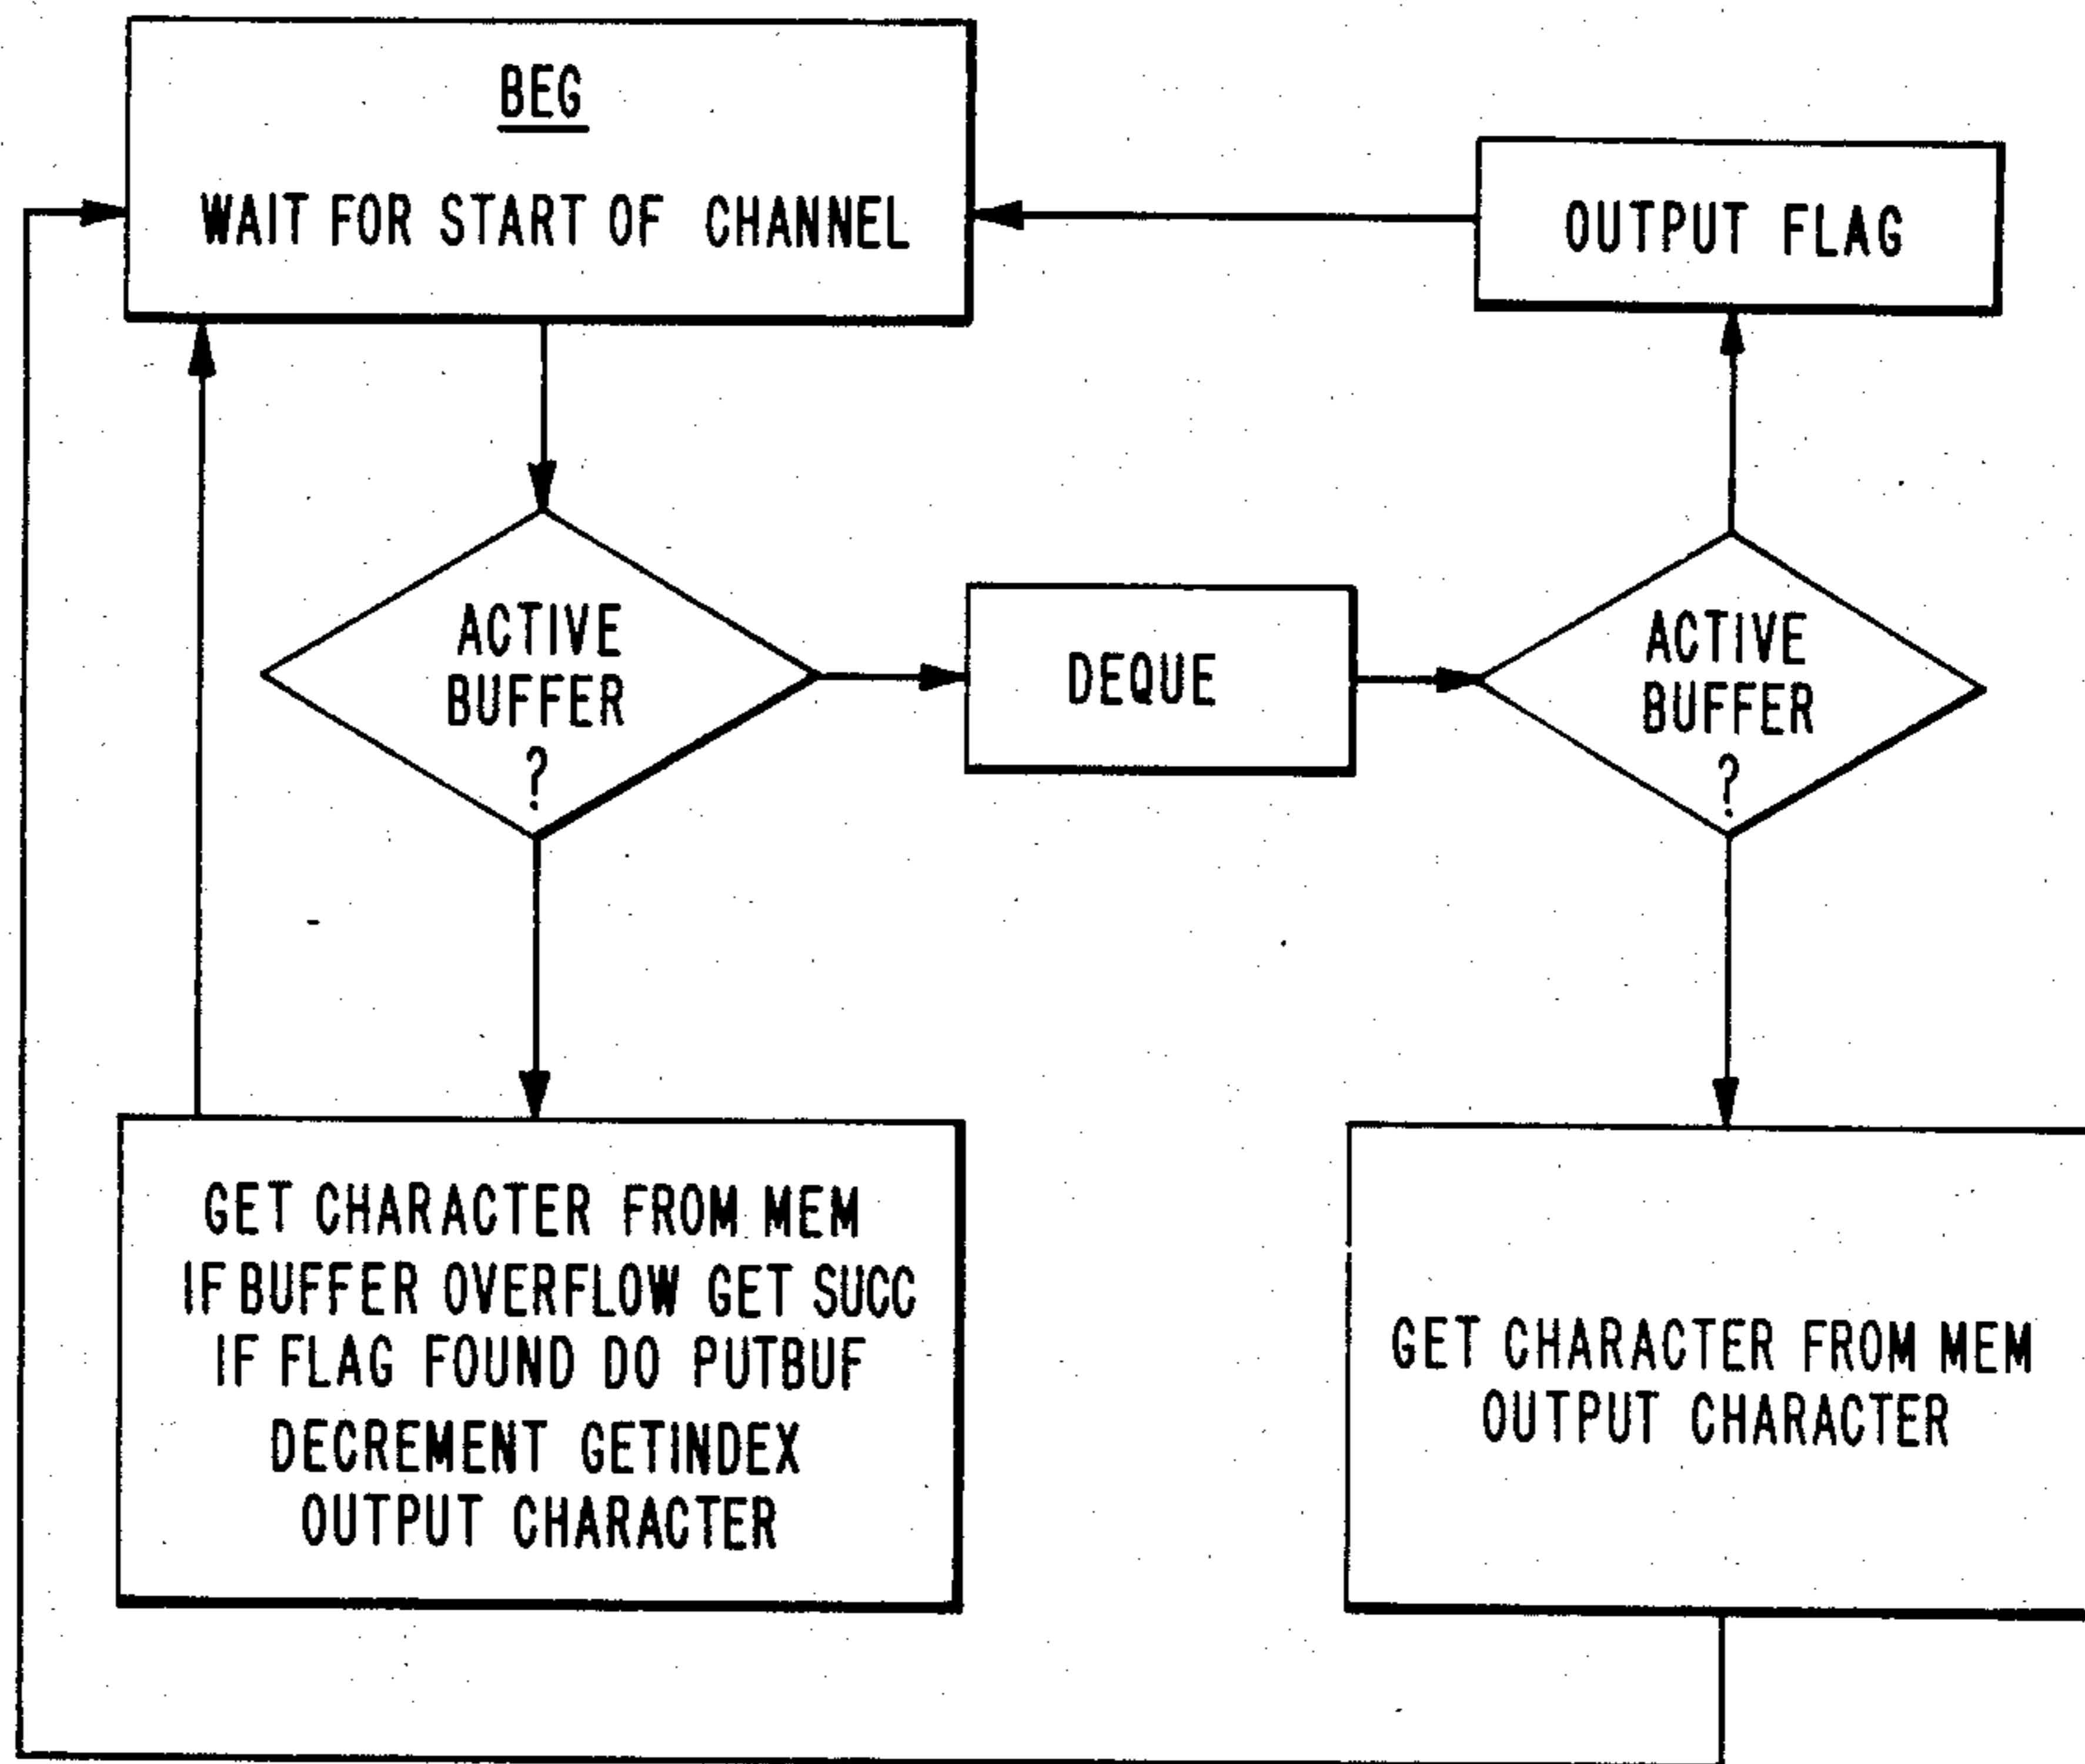 BEG
WAIT FOR START OF CHANNEL
OUTPUT FLAG
ACTIVE
BUFFER
?
DEQUE
ACTIVE
BUFFER
?
GET CHARACTER FROM MEM
IF BUFFER OVERFLOW GET SUCC
IF FLAG FOUND DO PUTBUF
DECREMENT GETINDEX
OUTPUT CHARACTER
GET CHARACTER FROM MEM
OUTPUT CHARACTER